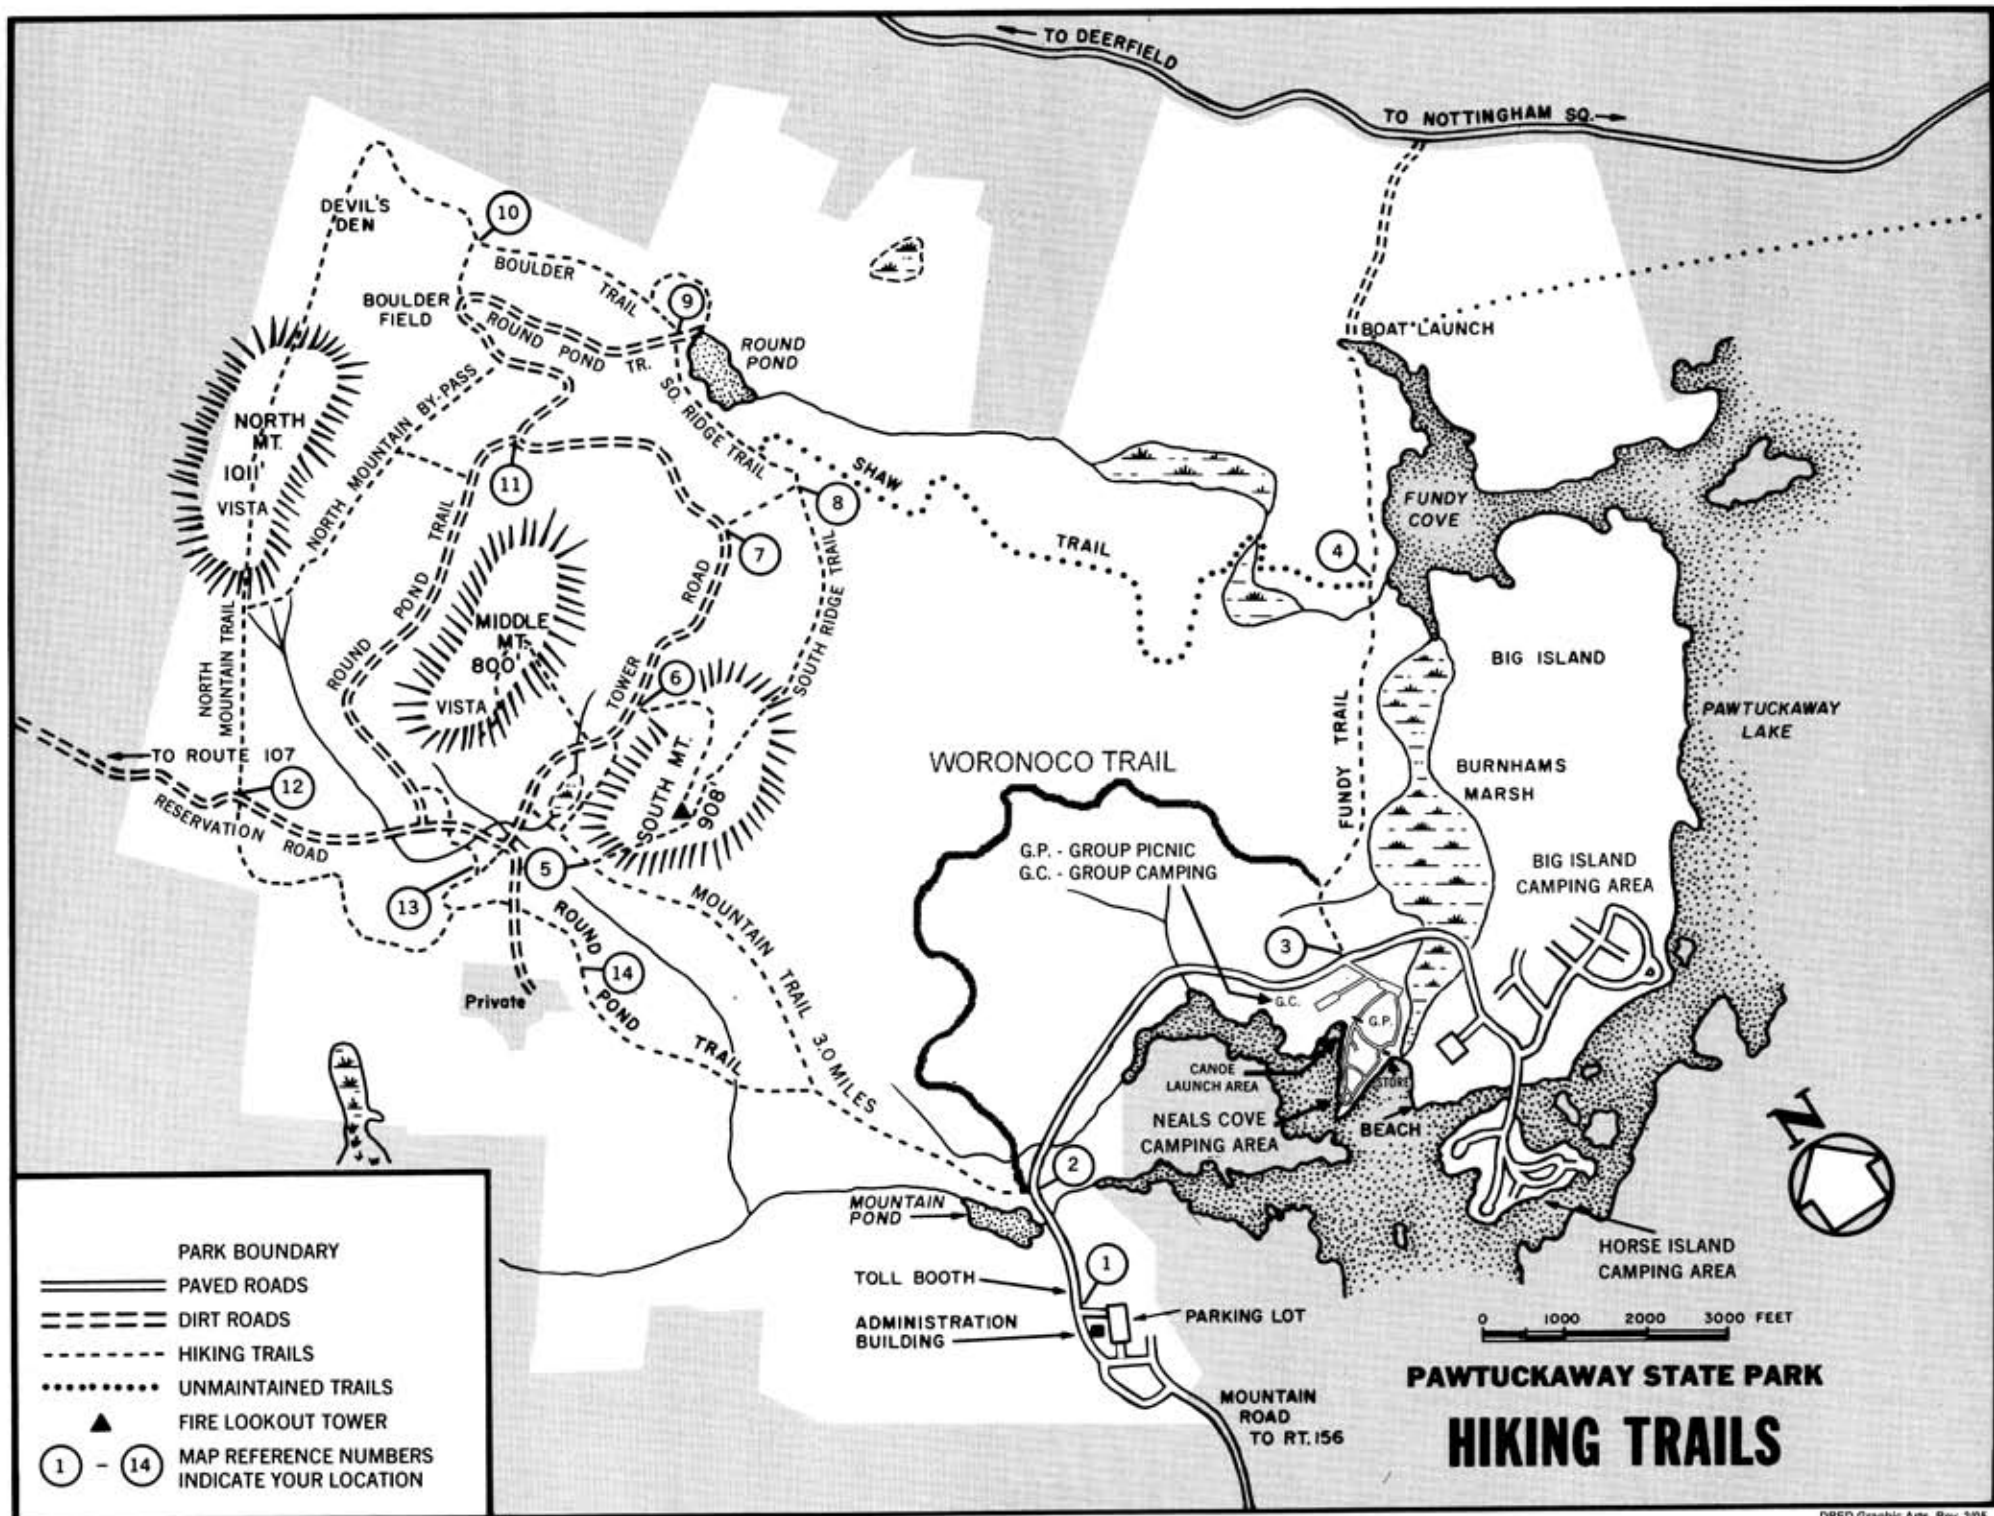 TO DEERFIELD
TO NOTTINGHAM SQ.
DEVIL'S
DEN
10
BOULDER TRAIL
BOULDER
FIELD
9
ROUND POND TR.
ROUND
POND
BOAT LAUNCH
NORTH
MT.
1011'
VISTA
NORTH MOUNTAIN BY-PASS
SO. RIDGE TRAIL
11
8
SHAW TRAIL
FUNDY
COVE
4
7
ROUND POND TRAIL
TOWER ROAD
SOUTH RIDGE TRAIL
MIDDLE
MT.
800'
VISTA
NORTH
MOUNTAIN TRAIL
6
BIG ISLAND
PAWTUCKAWAY
LAKE
TO ROUTE 107
12
RESERVATION ROAD
SOUTH MT.
908'
WORONOCO TRAIL
FUNDY TRAIL
BURNHAMS
MARSH
G.P. - GROUP PICNIC
G.C. - GROUP CAMPING
BIG ISLAND
CAMPING AREA
5
13
MOUNTAIN TRAIL 3.0 MILES
3
14
ROUND POND TRAIL
Private
G.C.
G.P.
CANOE
LAUNCH AREA
STORE
NEALS COVE
CAMPING AREA
BEACH
N
2
MOUNTAIN
POND
HORSE ISLAND
CAMPING AREA
1
TOLL BOOTH
PARKING LOT
ADMINISTRATION
BUILDING
0 1000 2000 3000 FEET
MOUNTAIN
ROAD
TO RT. 156
PAWTUCKAWAY STATE PARK
HIKING TRAILS
PARK BOUNDARY
PAVED ROADS
DIRT ROADS
HIKING TRAILS
UNMAINTAINED TRAILS
FIRE LOOKOUT TOWER
1 - 14 MAP REFERENCE NUMBERS
INDICATE YOUR LOCATION